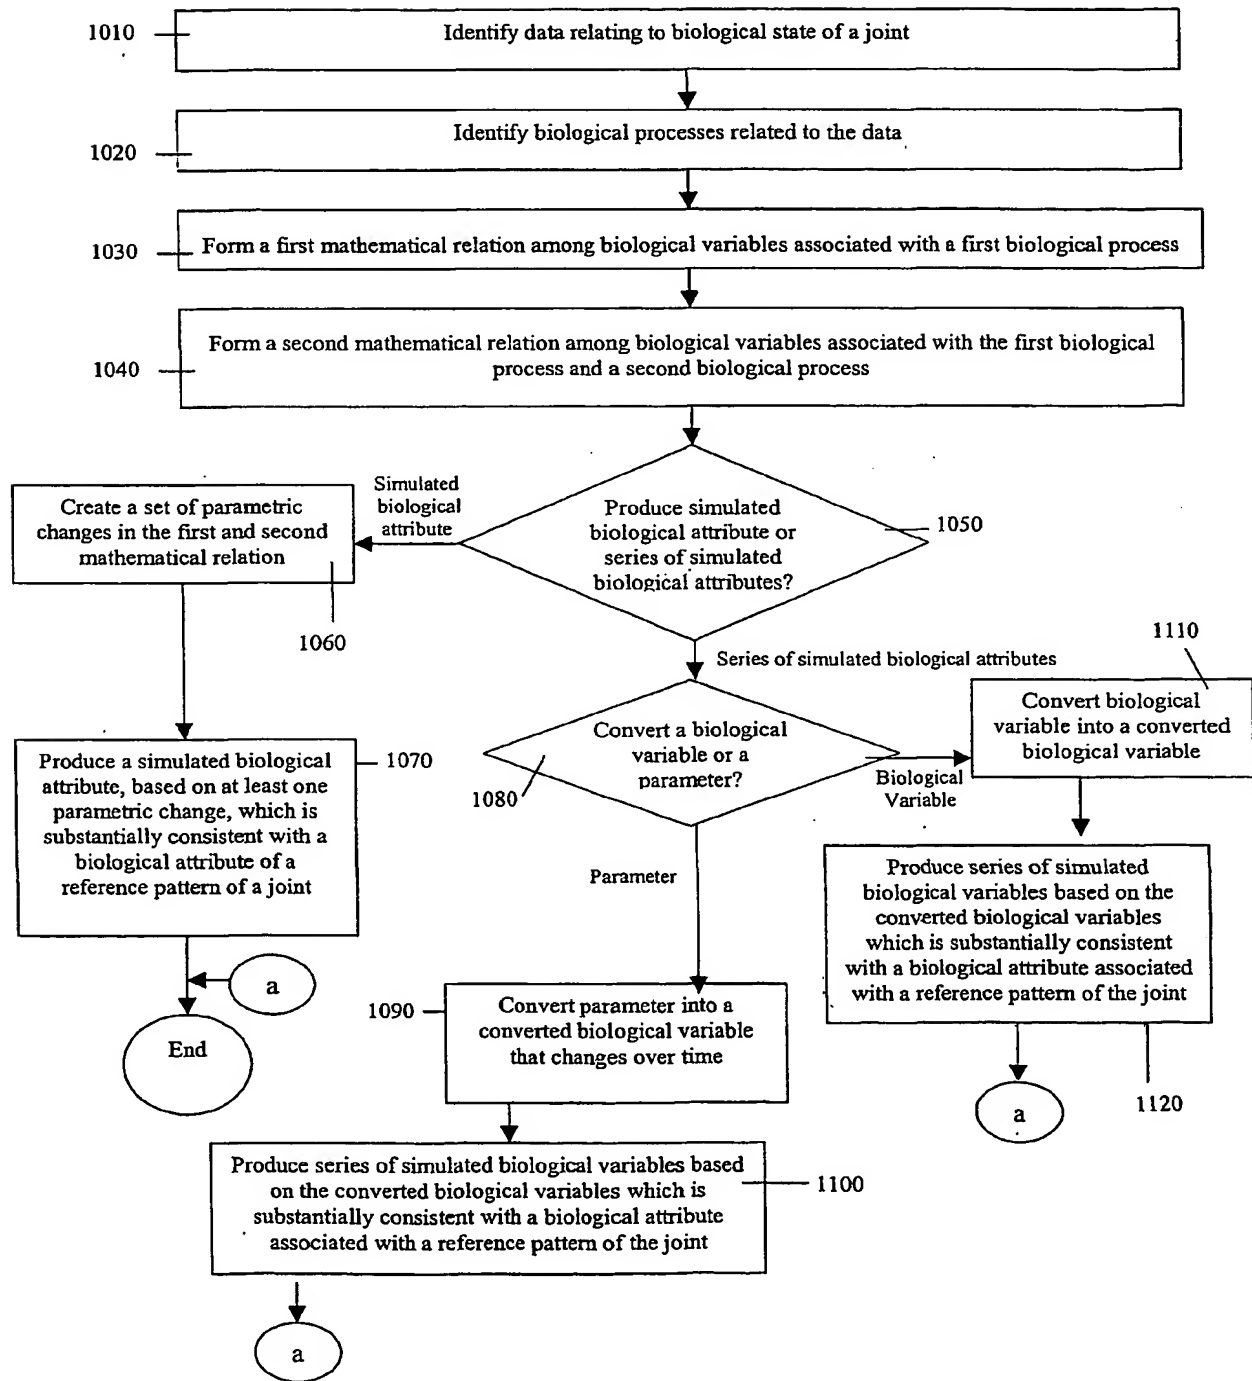 1010
Identify data relating to biological state of a joint
1020
Identify biological processes related to the data
1030
Form a first mathematical relation among biological variables associated with a first biological process
1040
Form a second mathematical relation among biological variables associated with the first biological
process and a second biological process
Simulated
biological
attribute
Create a set of parametric
changes in the first and second
mathematical relation
1060
Produce simulated
biological attribute or
series of simulated
biological attributes?
1050
Series of simulated biological attributes
1110
Convert biological
variable into a converted
biological variable
Convert a biological
variable or a
parameter?
1080
Biological
Variable
Produce a simulated biological
attribute, based on at least one
parametric change, which is
substantially consistent with a
biological attribute of a
reference pattern of a joint
1070
Parameter
Produce series of simulated
biological variables based on the
converted biological variables
which is substantially consistent
with a biological attribute associated
with a reference pattern of the joint
1120
a
a
End
1090
Convert parameter into a
converted biological variable
that changes over time
Produce series of simulated biological variables based
on the converted biological variables which is
substantially consistent with a biological attribute
associated with a reference pattern of the joint
1100
a